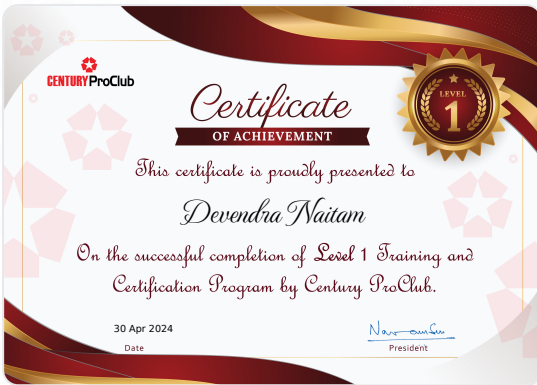 CENTURY ProClub
LEVEL
1
Certificate
OF ACHIEVEMENT
This certificate is proudly presented to
Devendra Naitam
On the successful completion of Level 1 Training and
Certification Program by Century ProClub.
30 Apr 2024
Date
President